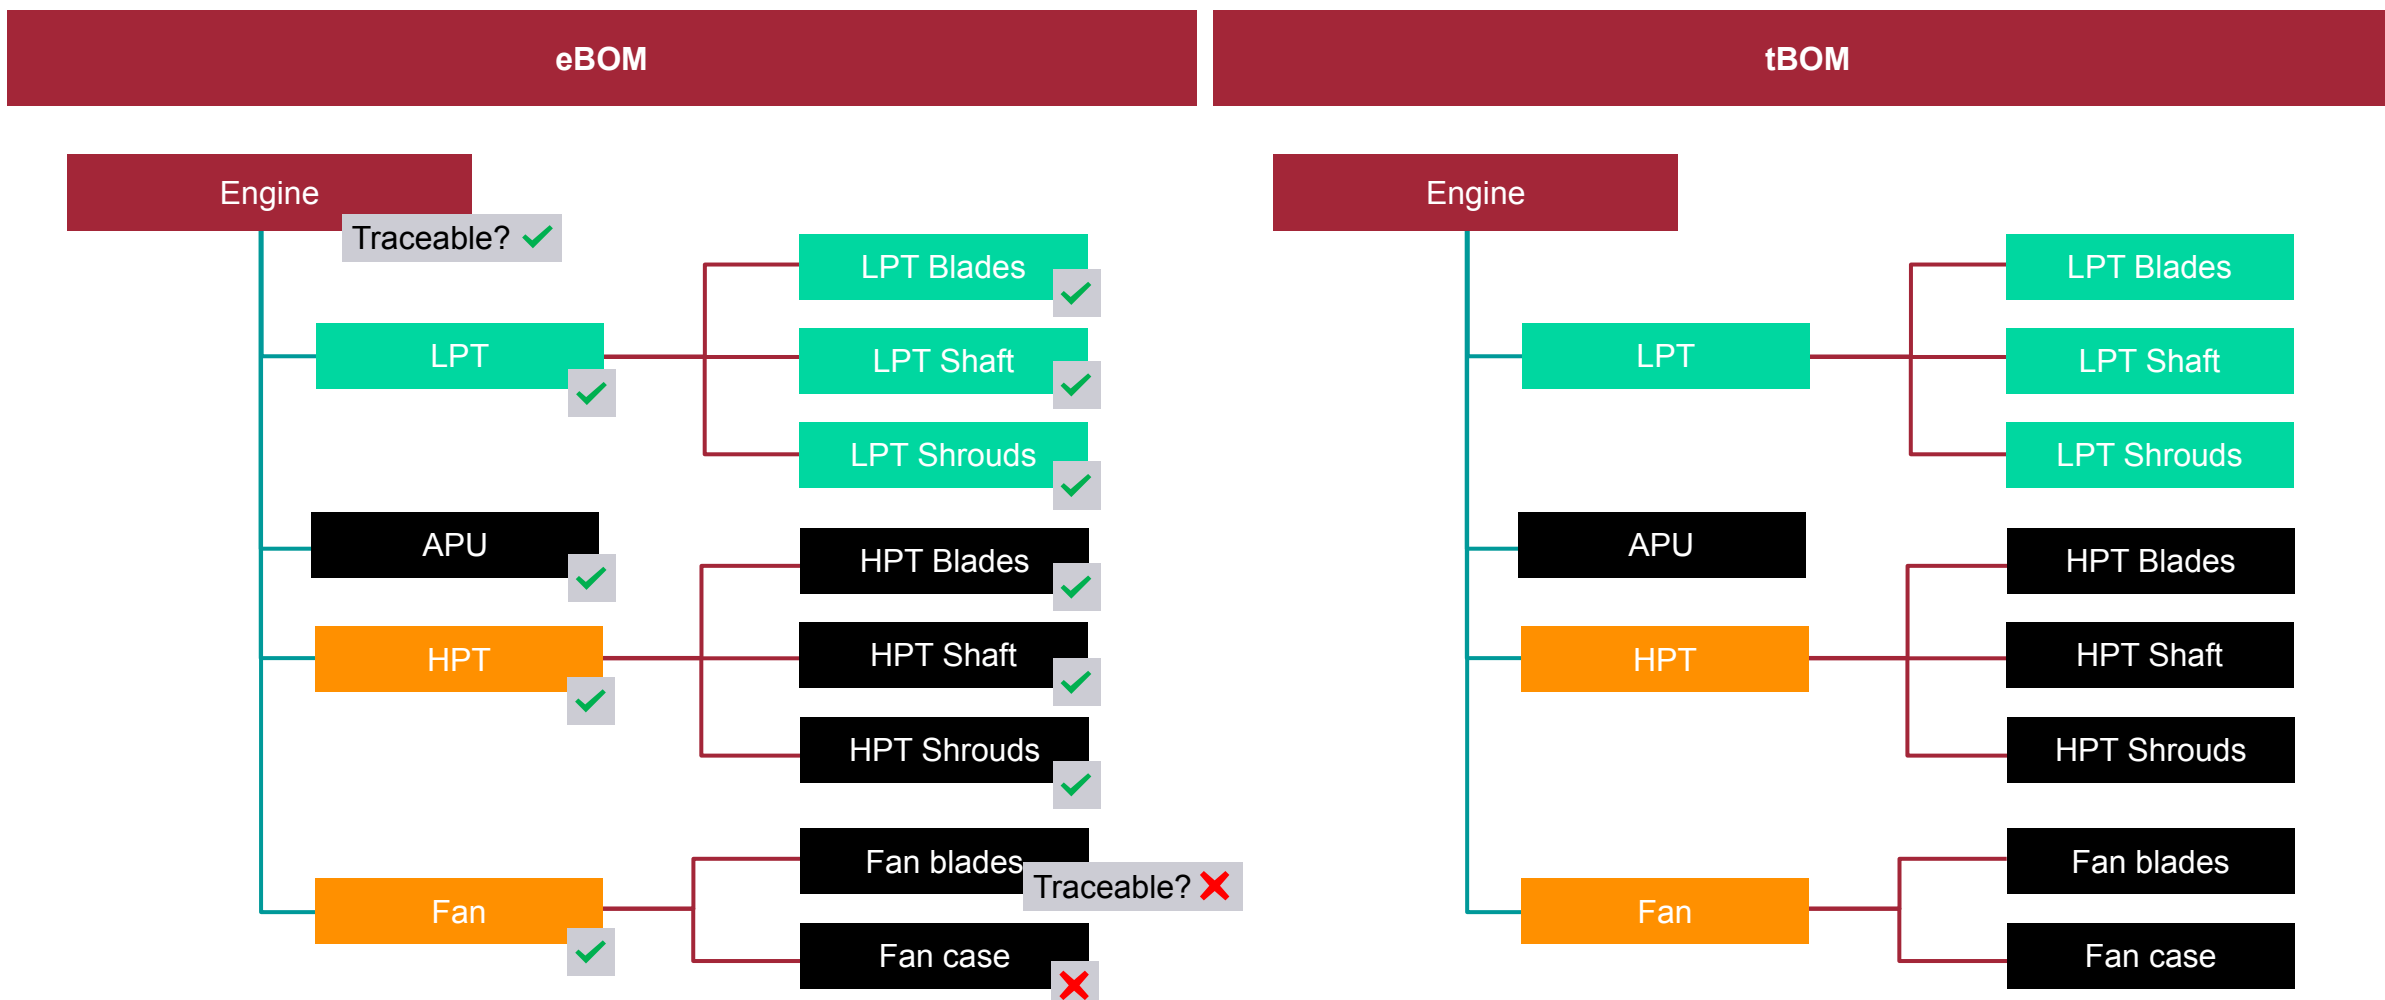 eBOM
Engine
Traceable?
LPT
LPT Blades
LPT Shaft
LPT Shrouds
APU
HPT
HPT Blades
HPT Shaft
HPT Shrouds
Fan
Fan blades
Traceable?
Fan case
tBOM
Engine
LPT
LPT Blades
LPT Shaft
LPT Shrouds
APU
HPT
HPT Blades
HPT Shaft
HPT Shrouds
Fan
Fan blades
Fan case